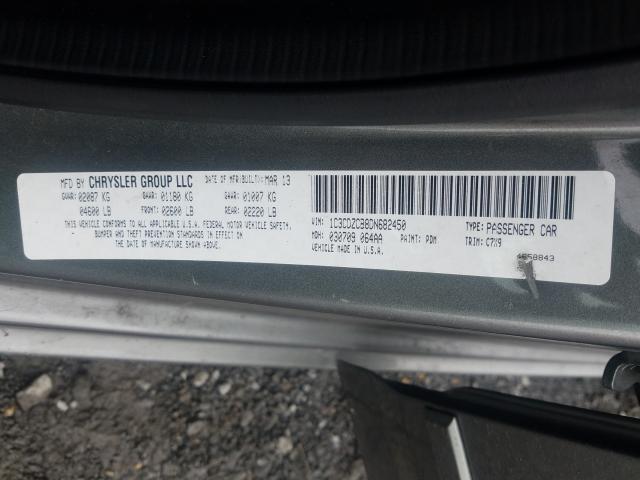 MFD BY CHRYSLER GROUP LLC DATE OF MFR(BUILT): MAR 13
GVWR: 02087 KG GAWR: 01180 KG GAWR: 01007 KG
04600 LB FRONT: 02600 LB REAR: 02220 LB
THIS VEHICLE CONFORMS TO ALL APPLICABLE U.S.A. FEDERAL MOTOR VEHICLE SAFETY,
BUMPER AND THEFT PREVENTION STANDARDS IN EFFECT ON
THE DATE OF MANUFACTURE SHOWN ABOVE.
VIN: 1C3CDZCB8DN682450 TYPE: PASSENGER CAR
MDH: 030709 064AA PAINT: PDM TRIM: C7X9
VEHICLE MADE IN U.S.A. 4658843